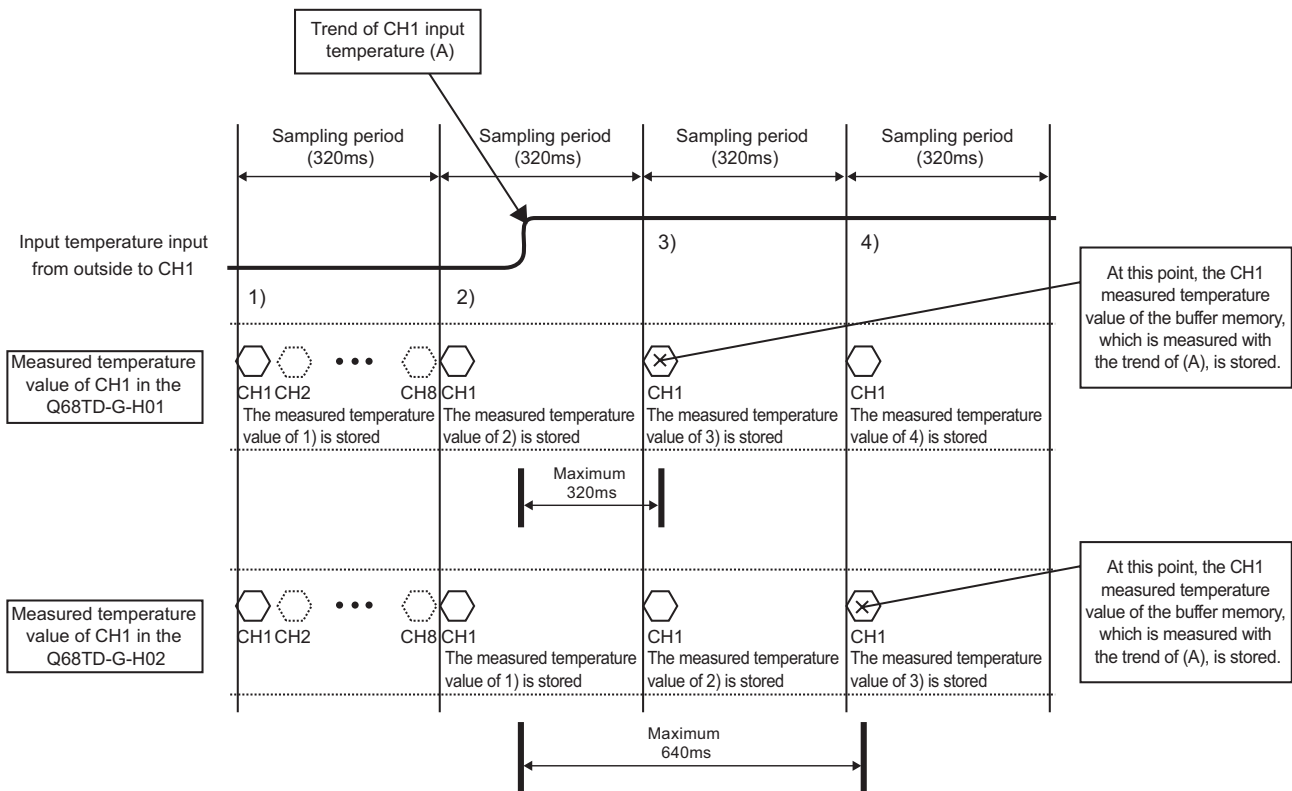 Trend of CH1 input
temperature (A)
Sampling period
(320ms)
Sampling period
(320ms)
Sampling period
(320ms)
Sampling period
(320ms)
Input temperature input
from outside to CH1
1)
2)
3)
4)
At this point, the CH1
measured temperature
value of the buffer memory,
which is measured with
the trend of (A), is stored.
Measured temperature
value of CH1 in the
Q68TD-G-H01
CH1 CH2 CH8
The measured temperature
value of 1) is stored
CH1
The measured temperature
value of 2) is stored
CH1
The measured temperature
value of 3) is stored
CH1
The measured temperature
value of 4) is stored
Maximum
320ms
Measured temperature
value of CH1 in the
Q68TD-G-H02
CH1 CH2 CH8
CH1
The measured temperature
value of 1) is stored
CH1
The measured temperature
value of 2) is stored
CH1
The measured temperature
value of 3) is stored
At this point, the CH1
measured temperature
value of the buffer memory,
which is measured with
the trend of (A), is stored.
Maximum
640ms